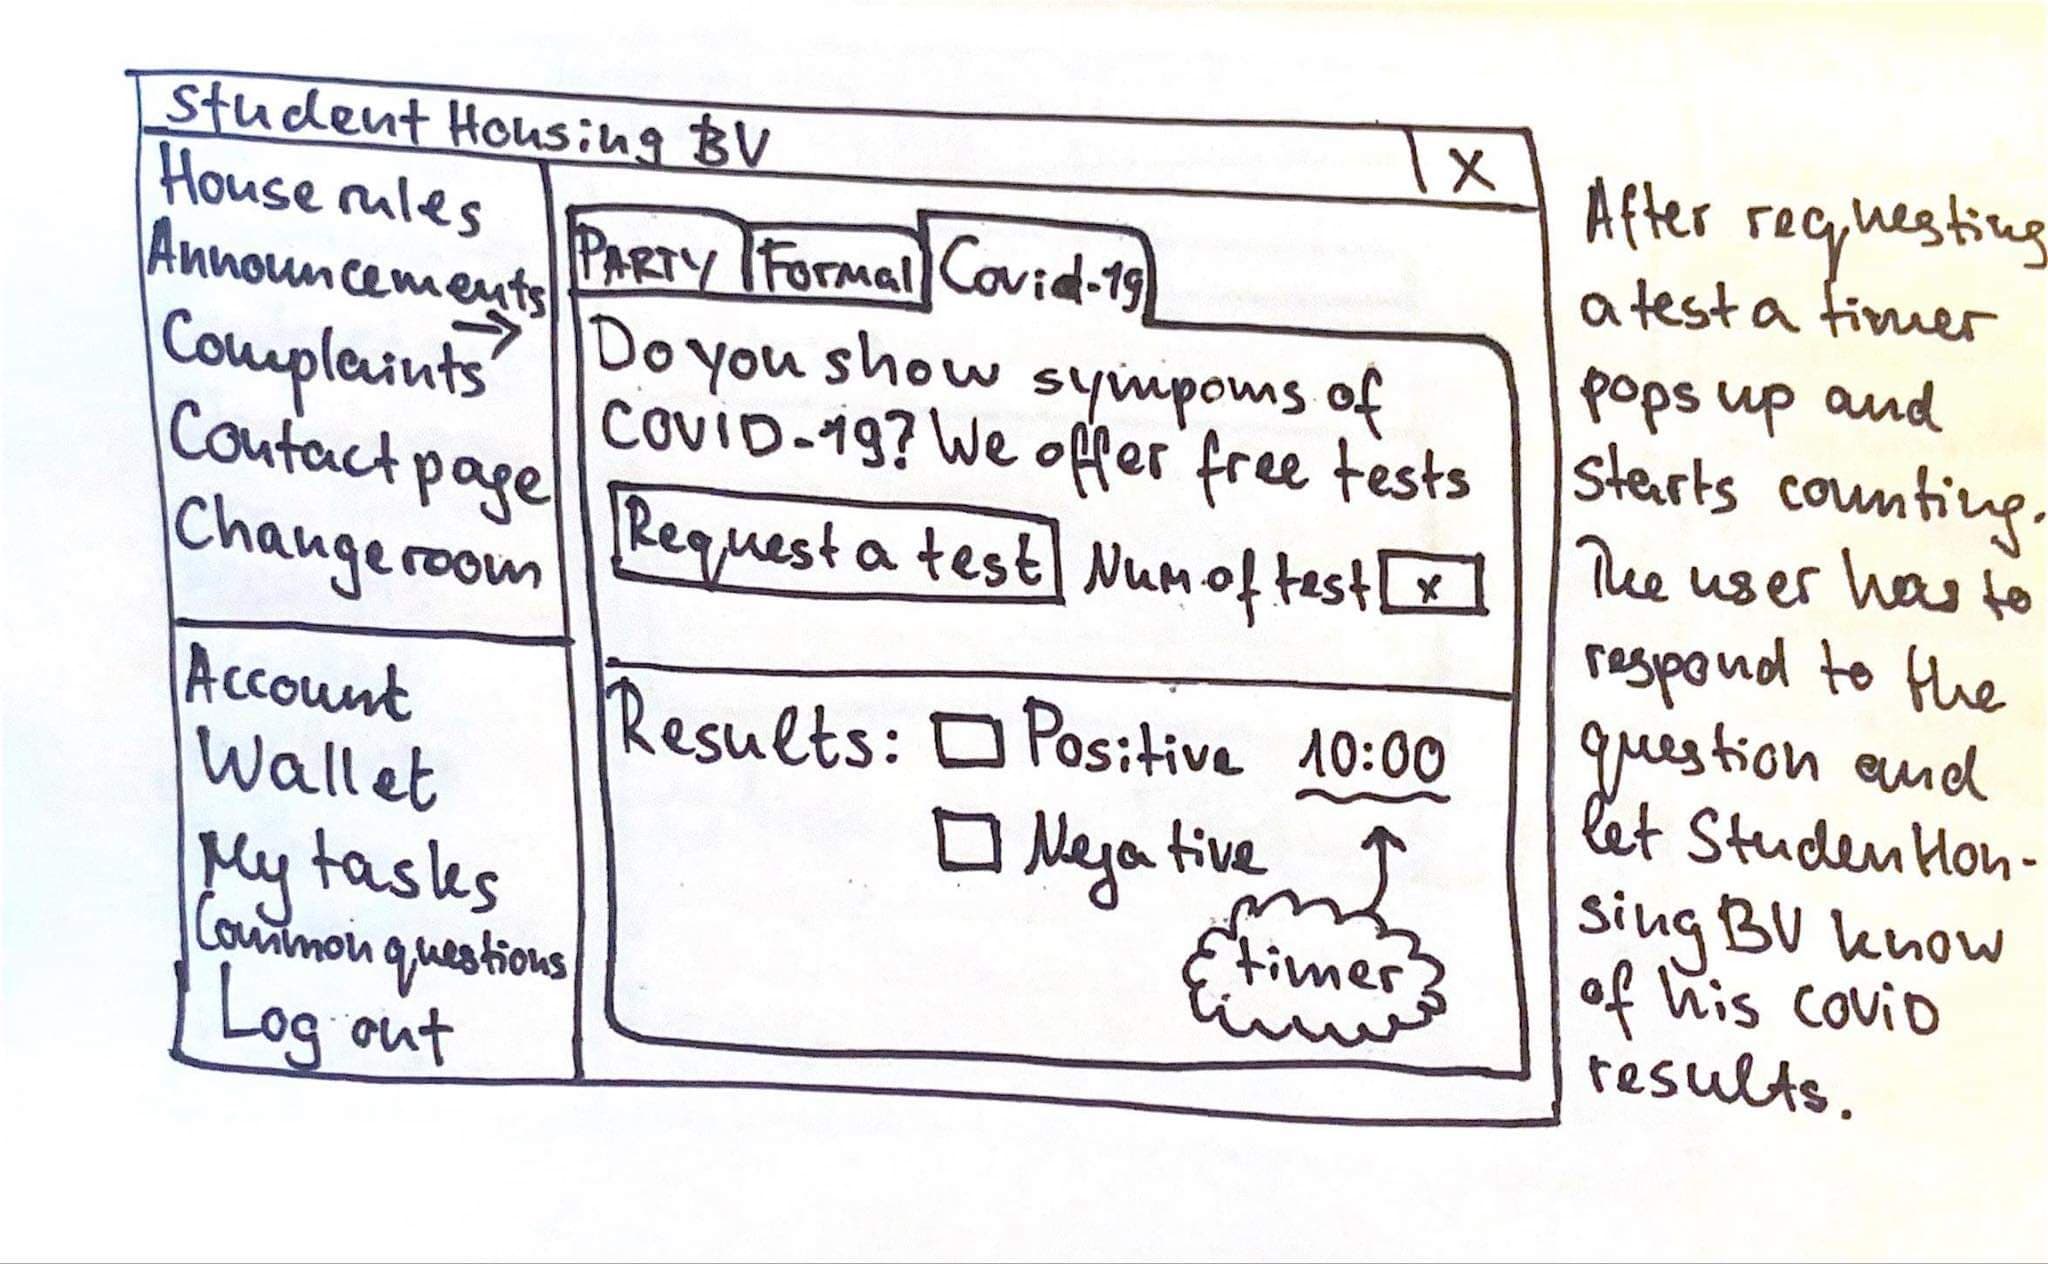 Student Housing BV
X
House rules
Announcements
Complaints →
Contact page
Change room
Account
Wallet
My tasks
Common questions
Log out
PARTY
Formal
Covid-19
Do you show sympoms of
COVID-19? We offer free tests
Request a test
Num of test
x
Results:
Positive
10:00
Negative
timer
After requesting
a test a timer
pops up and
starts counting.
The user has to
respond to the
question and
let StudentHou-
sing BV know
of his COViD
results.